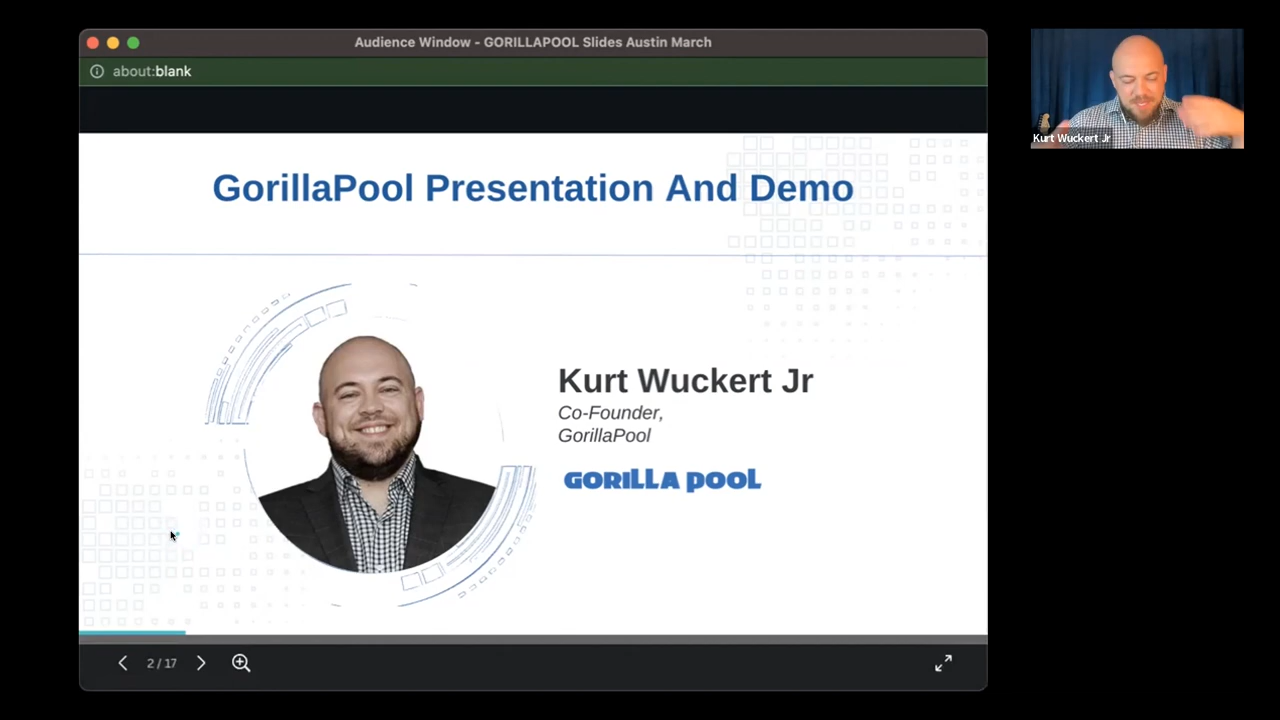 Audience Window - GORILLAPOOL Slides Austin March
about:blank
GorillaPool Presentation And Demo
Kurt Wuckert Jr
Co-Founder,
GorillaPool
GORILLA POOL
2 / 17
Kurt Wuckert Jr